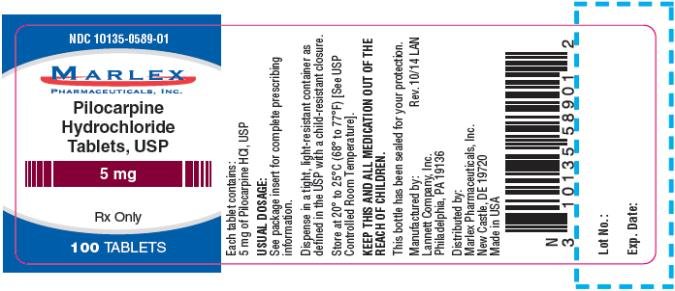 NDC 10135-0589-01
MARLEX
PHARMACEUTICALS, INC.
Pilocarpine
Hydrochloride
Tablets, USP
5 mg
Rx Only
100 TABLETS
Each tablet contains:
5 mg of Pilocarpine HCl, USP
USUAL DOSAGE:
See package insert for complete prescribing
information.
Dispense in a tight, light-resistant container as
defined in the USP with a child-resistant closure.
Store at 20° to 25°C (68° to 77°F) [See USP
Controlled Room Temperature].
KEEP THIS AND ALL MEDICATION OUT OF THE
REACH OF CHILDREN.
This bottle has been sealed for your protection.
Manufactured by: Rev. 10/14 LAN
Lannett Company, Inc.
Philadelphia, PA 19136
Distributed by:
Marlex Pharmaceuticals, Inc.
New Castle, DE 19720
Made in USA
N
3 10135 58901 2
Lot No.:
Exp. Date: